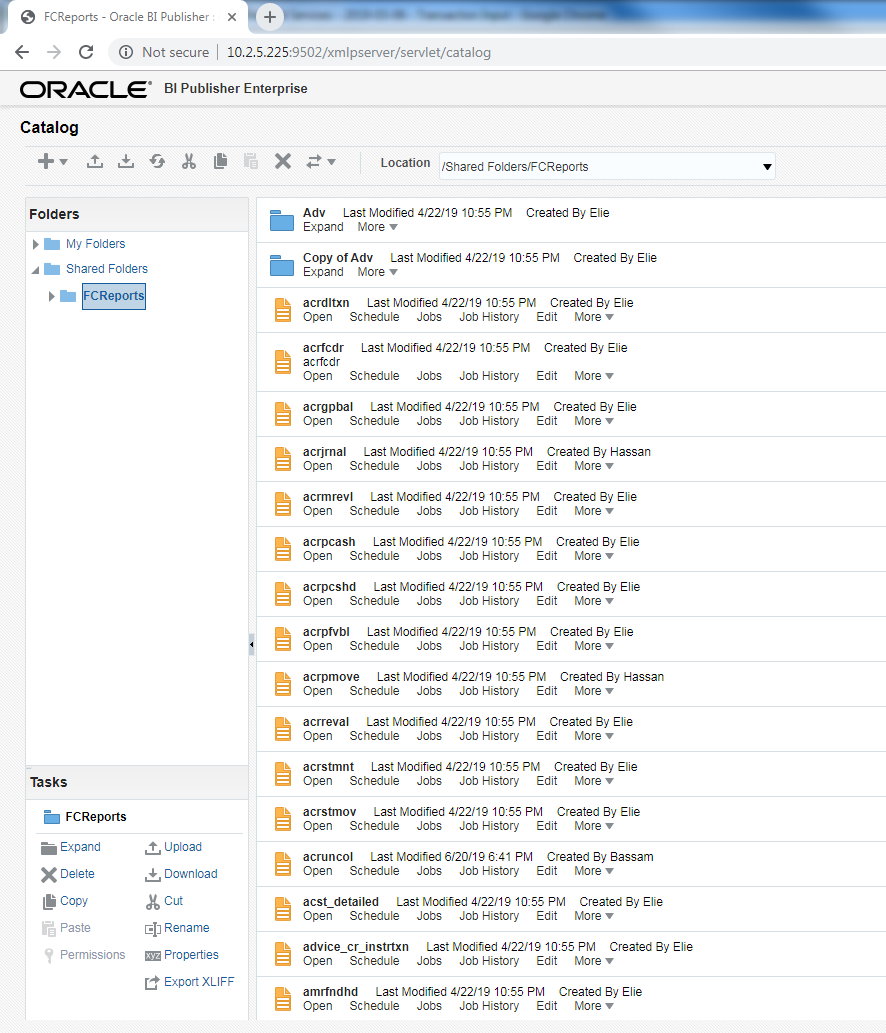 FCReports - Oracle BI Publisher :
Services - 2019-03-09 - Transaction Input - Google Chrome
Not secure | 10.2.5.225:9502/xmlpserver/servlet/catalog
ORACLE BI Publisher Enterprise
Catalog
Location /Shared Folders/FCReports
Folders
My Folders
Shared Folders
FCReports
Adv Last Modified 4/22/19 10:55 PM Created By Elie
Expand More
Copy of Adv Last Modified 4/22/19 10:55 PM Created By Elie
Expand More
acrdltxn Last Modified 4/22/19 10:55 PM Created By Elie
Open Schedule Jobs Job History Edit More
acrfcdr Last Modified 4/22/19 10:55 PM Created By Elie
acrfcdr
Open Schedule Jobs Job History Edit More
acrgpbal Last Modified 4/22/19 10:55 PM Created By Elie
Open Schedule Jobs Job History Edit More
acrjrnal Last Modified 4/22/19 10:55 PM Created By Hassan
Open Schedule Jobs Job History Edit More
acrmrevl Last Modified 4/22/19 10:55 PM Created By Elie
Open Schedule Jobs Job History Edit More
acrpcash Last Modified 4/22/19 10:55 PM Created By Elie
Open Schedule Jobs Job History Edit More
acrpcshd Last Modified 4/22/19 10:55 PM Created By Elie
Open Schedule Jobs Job History Edit More
acrpfvbl Last Modified 4/22/19 10:55 PM Created By Elie
Open Schedule Jobs Job History Edit More
acrpmove Last Modified 4/22/19 10:55 PM Created By Hassan
Open Schedule Jobs Job History Edit More
acrreval Last Modified 4/22/19 10:55 PM Created By Elie
Open Schedule Jobs Job History Edit More
acrstmnt Last Modified 4/22/19 10:55 PM Created By Elie
Open Schedule Jobs Job History Edit More
acrstmov Last Modified 4/22/19 10:55 PM Created By Elie
Open Schedule Jobs Job History Edit More
acruncol Last Modified 6/20/19 6:41 PM Created By Bassam
Open Schedule Jobs Job History Edit More
acst_detailed Last Modified 4/22/19 10:55 PM Created By Elie
Open Schedule Jobs Job History Edit More
advice_cr_instrtxn Last Modified 4/22/19 10:55 PM Created By Elie
Open Schedule Jobs Job History Edit More
amrfndhd Last Modified 4/22/19 10:55 PM Created By Elie
Open Schedule Jobs Job History Edit More
Tasks
FCReports
Expand Upload
Delete Download
Copy Cut
Paste Rename
Permissions xyz Properties
Export XLIFF